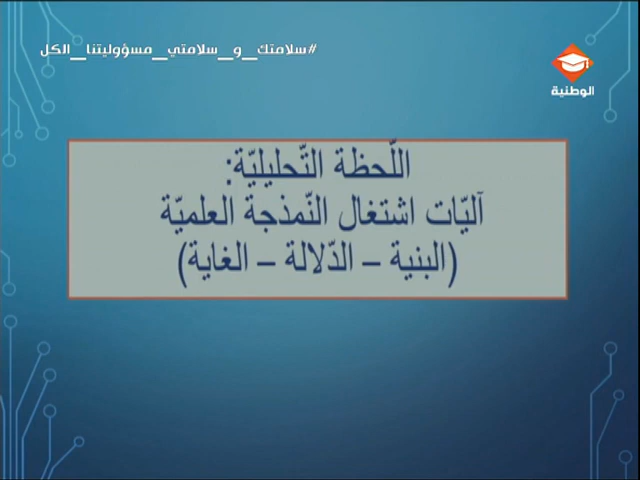 #سلامتك_و_سلامتي_مسؤوليتنا_الكل
الوطنية
اللّحظة التّحليليّة:
آليّات اشتغال النّمذجة العلميّة
(البنية – الدّلالة – الغاية)